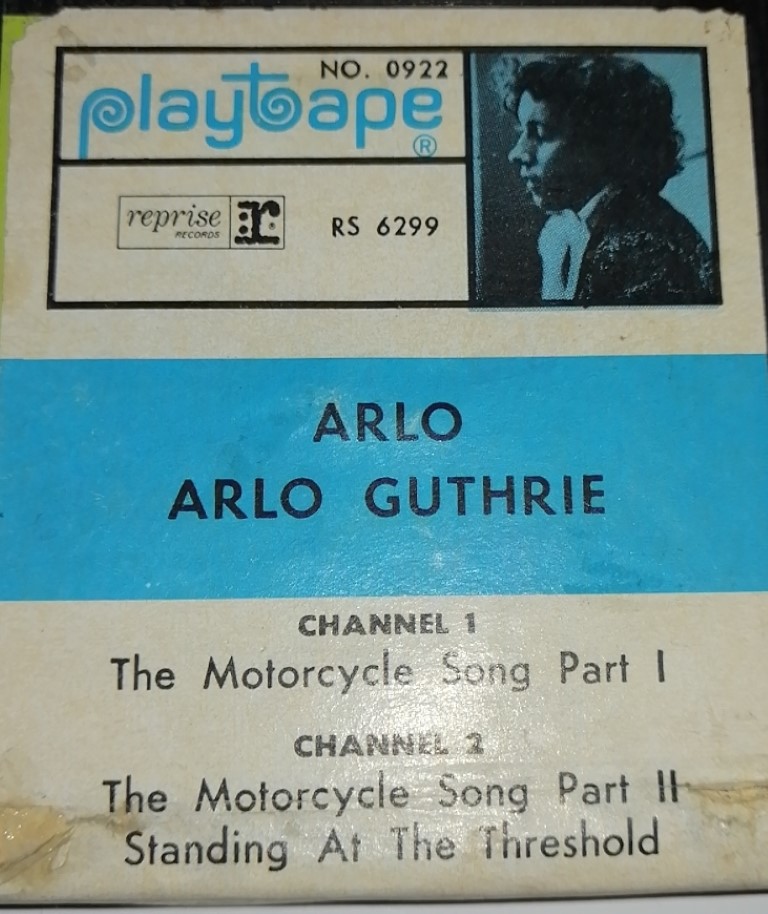 NO. 0922
playtape®
reprise
RECORDS
r
RS 6299
ARLO
ARLO GUTHRIE
CHANNEL 1
The Motorcycle Song Part I
CHANNEL 2
The Motorcycle Song Part II
Standing At The Threshold